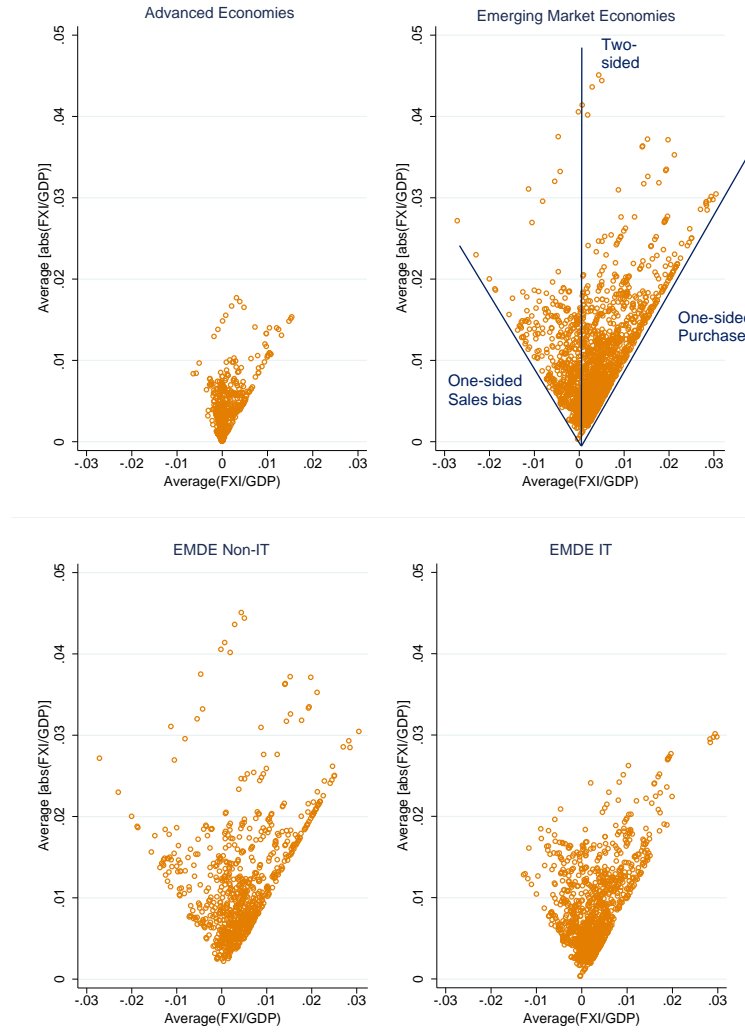 Advanced Economies
Emerging Market Economies
.05
.04
.03
.02
.01
0
Average [abs(FXI/GDP)]
-.03 -.02 -.01 0 .01 .02 .03
Average(FXI/GDP)
.05
.04
.03
.02
.01
0
Average [abs(FXI/GDP)]
Two-
sided
One-sided
Purchase
One-sided
Sales bias
-.03 -.02 -.01 0 .01 .02 .03
Average(FXI/GDP)
EMDE Non-IT
EMDE IT
.05
.04
.03
.02
.01
0
Average [abs(FXI/GDP)]
-.03 -.02 -.01 0 .01 .02 .03
Average(FXI/GDP)
.05
.04
.03
.02
.01
0
Average [abs(FXI/GDP)]
-.03 -.02 -.01 0 .01 .02 .03
Average(FXI/GDP)